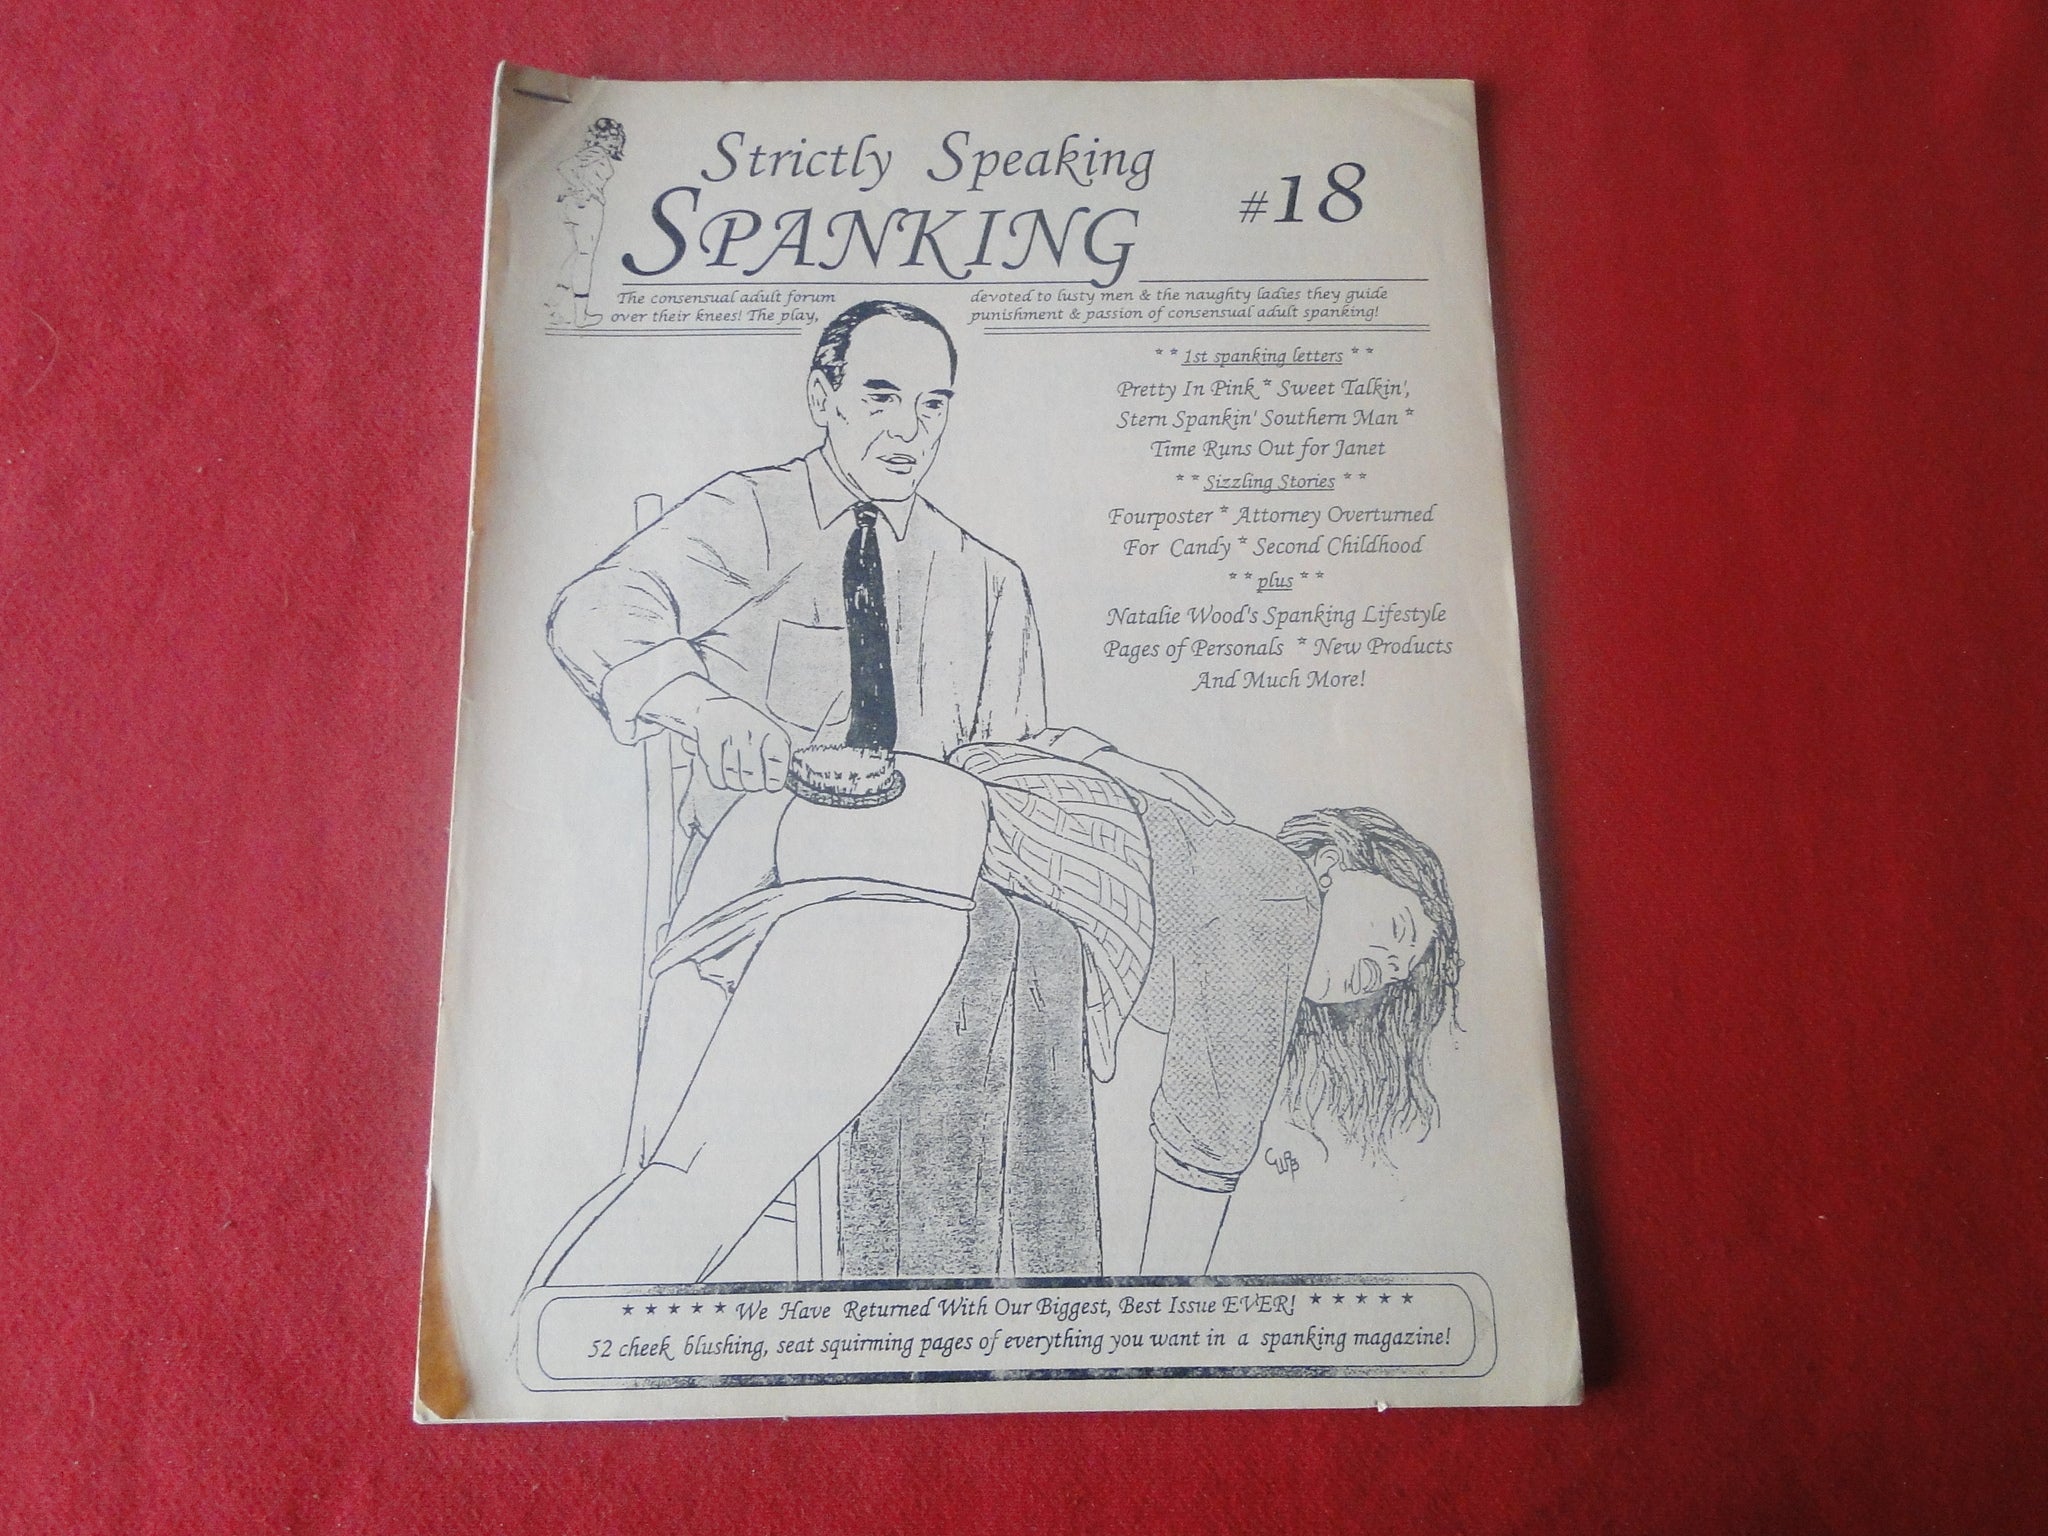 Strictly Speaking
SPANKING
#18
The consensual adult forum devoted to lusty men & the naughty ladies they guide
over their knees! The play, punishment & passion of consensual adult spanking!
* * 1st spanking letters * *
Pretty In Pink * Sweet Talkin',
Stern Spankin' Southern Man *
Time Runs Out for Janet
* * Sizzling Stories * *
Fourposter * Attorney Overturned
For Candy * Second Childhood
* * plus * *
Natalie Wood's Spanking Lifestyle
Pages of Personals * New Products
And Much More!
* * * * * We Have Returned With Our Biggest, Best Issue EVER! * * * * *
52 cheek blushing, seat squirming pages of everything you want in a spanking magazine!